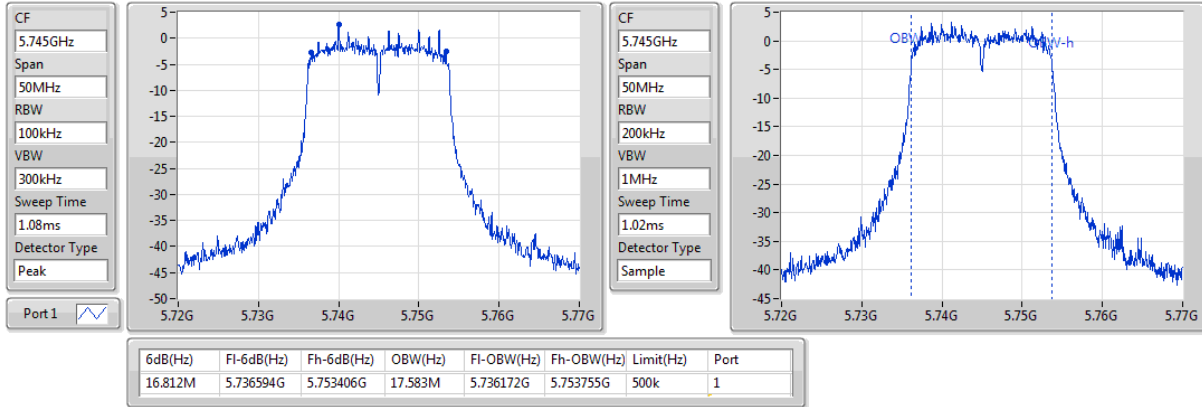 CF
5.745GHz
Span
50MHz
RBW
100kHz
VBW
300kHz
Sweep Time
1.08ms
Detector Type
Peak
Port 1
5
0
-5
-10
-15
-20
-25
-30
-35
-40
-45
-50
5.72G 5.73G 5.74G 5.75G 5.76G 5.77G
CF
5.745GHz
Span
50MHz
RBW
200kHz
VBW
1MHz
Sweep Time
1.02ms
Detector Type
Sample
5
0
-5
-10
-15
-20
-25
-30
-35
-40
-45
5.72G 5.73G 5.74G 5.75G 5.76G 5.77G
6dB(Hz) Fl-6dB(Hz) Fh-6dB(Hz) OBW(Hz) Fl-OBW(Hz) Fh-OBW(Hz) Limit(Hz) Port
16.812M 5.736594G 5.753406G 17.583M 5.736172G 5.753755G 500k 1